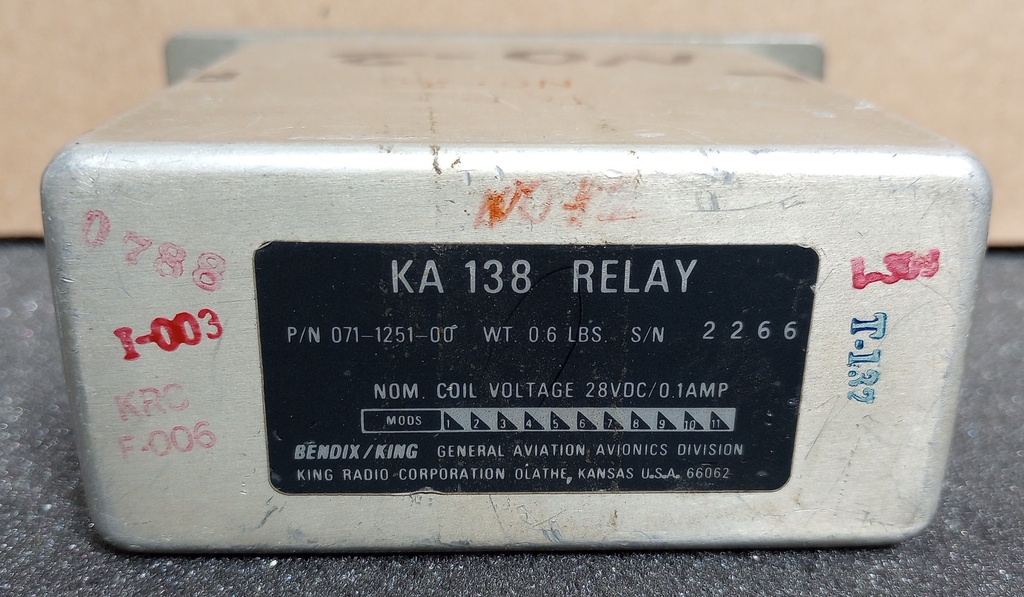 0788
I-003
KRC
F-006
KA 138 RELAY
P/N 071-1251-00 WT. 0.6 LBS. S/N 2266
NOM. COIL VOLTAGE 28VDC/0.1AMP
MODS 1 2 3 4 5 6 7 8 9 10 11
BENDIX/KING GENERAL AVIATION AVIONICS DIVISION
KING RADIO CORPORATION OLATHE, KANSAS U.S.A. 66062
T-127